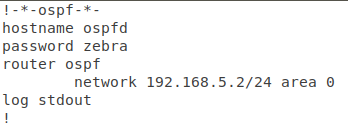 !-*-ospf-*-
hostname ospfd
password zebra
router ospf
        network 192.168.5.2/24 area 0
log stdout
!